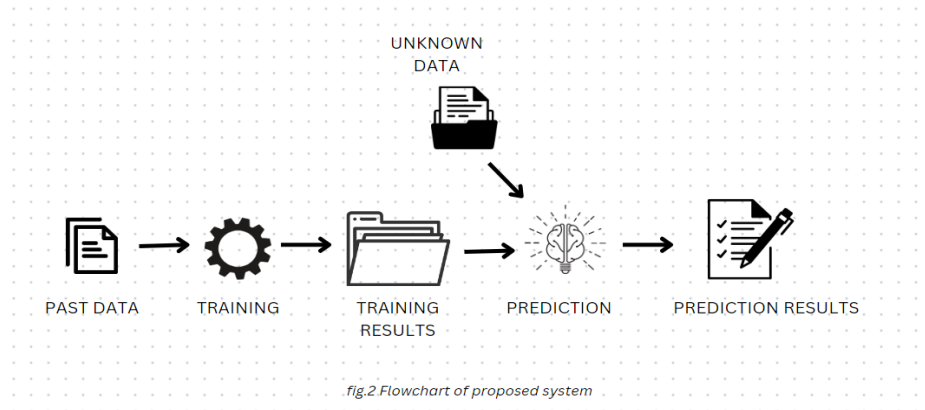 UNKNOWN
DATA
PAST DATA
TRAINING
TRAINING
RESULTS
PREDICTION
PREDICTION RESULTS
fig.2.Flowchart of proposed system